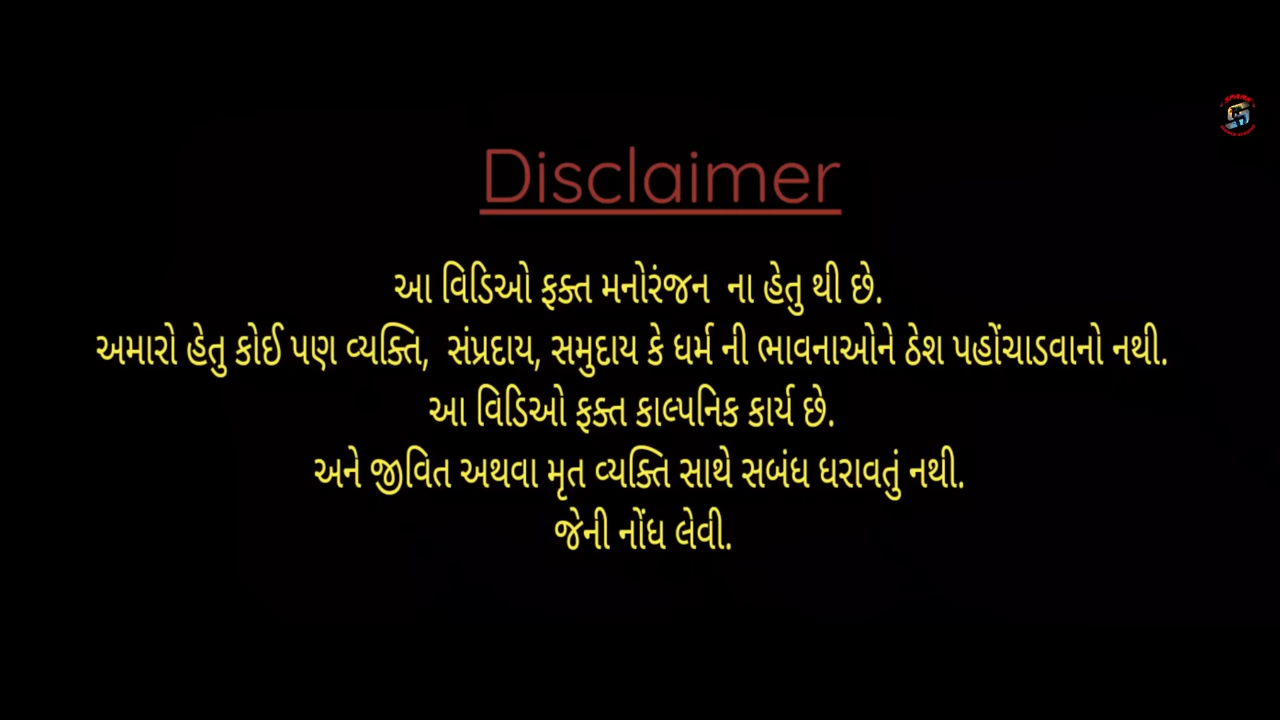 Disclaimer
આ વિડિઓ ફક્ત મનોરંજન ના હેતુ થી છે.
અમારો હેતુ કોઈ પણ વ્યક્તિ, સંપ્રદાય, સમુદાય કે ધર્મ ની ભાવનાઓને ઠેશ પહોંચાડવાનો નથી.
આ વિડિઓ ફક્ત કાલ્પનિક કાર્ય છે.
અને જીવિત અથવા મૃત વ્યક્તિ સાથે સબંધ ધરાવતું નથી.
જેની નોંધ લેવી.